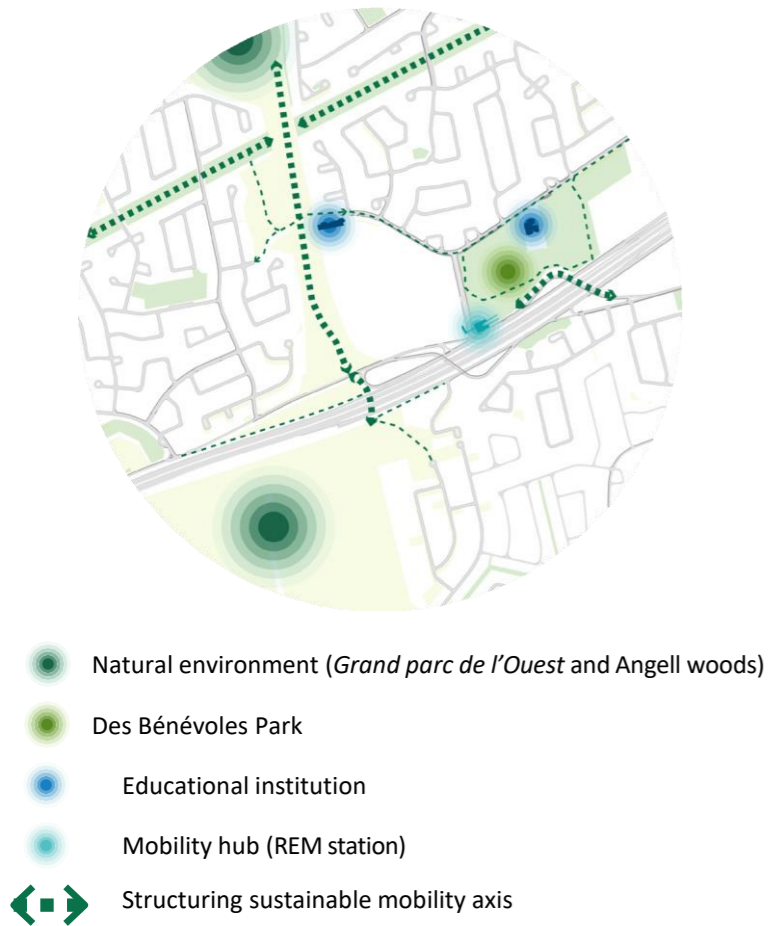 Natural environment (Grand parc de l'Ouest and Angell woods)
Des Bénévoles Park
Educational institution
Mobility hub (REM station)
Structuring sustainable mobility axis